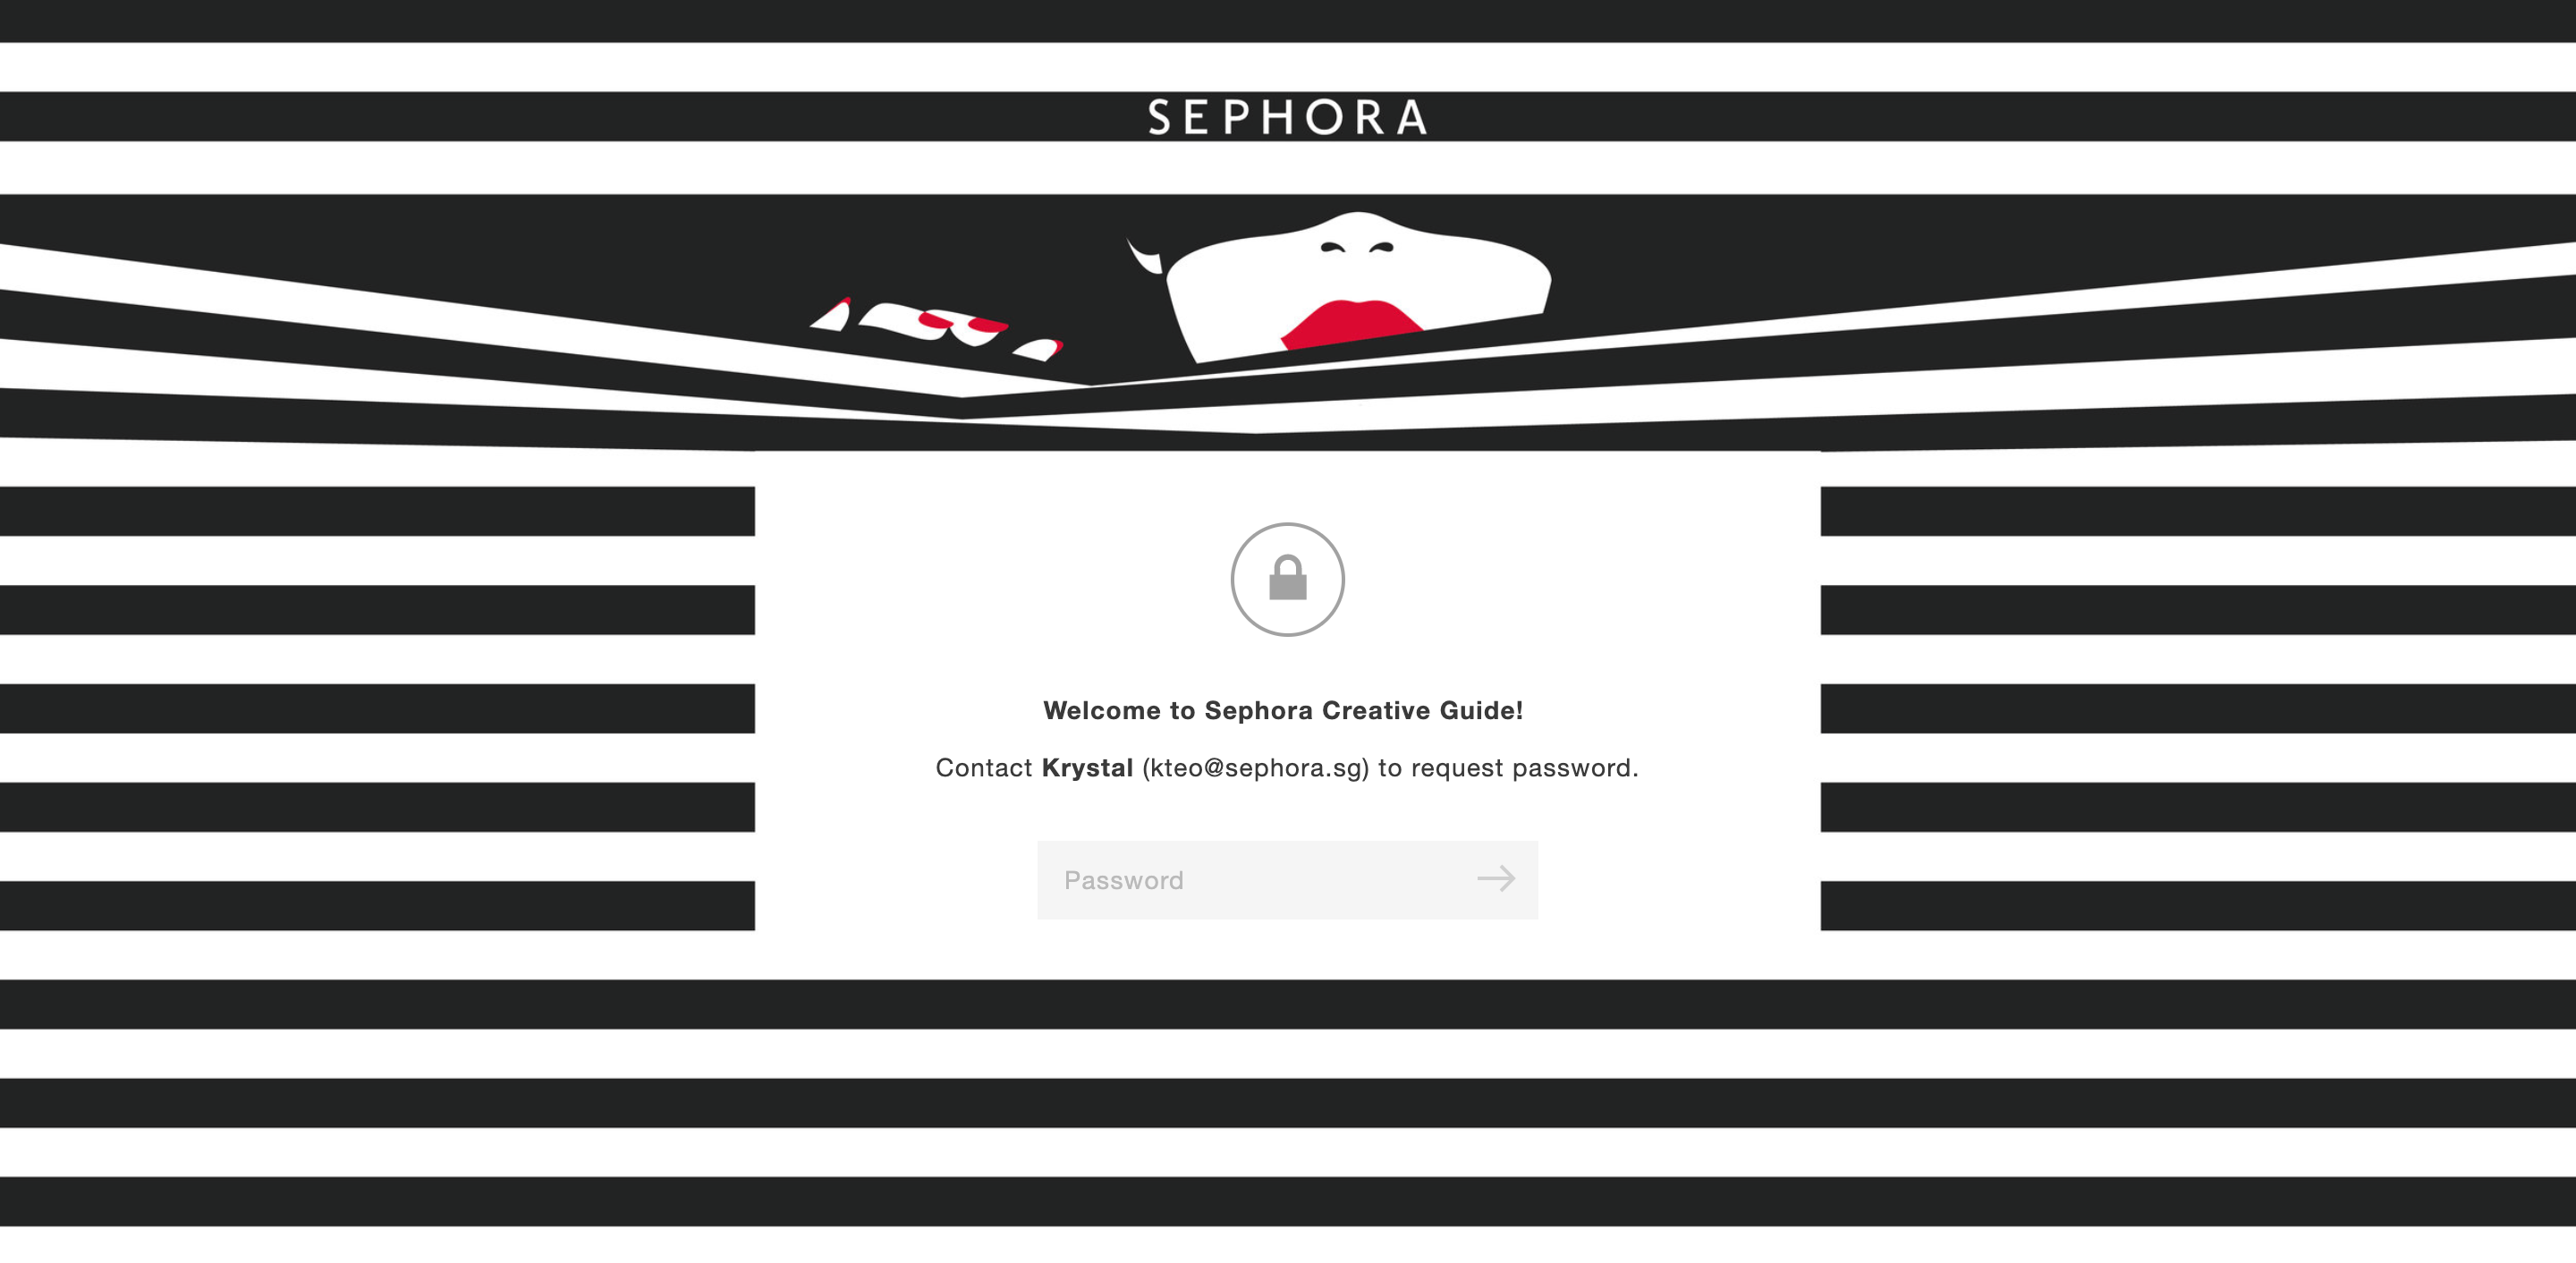 SEPHORA
Welcome to Sephora Creative Guide!
Contact Krystal (kteo@sephora.sg) to request password.
Password